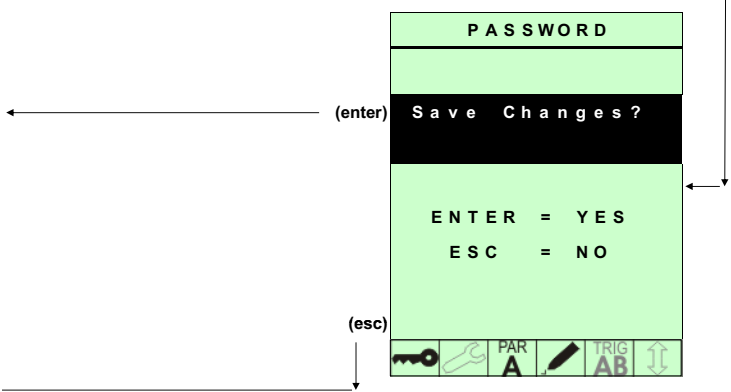 PASSWORD
(enter) Save Changes?
ENTER = YES
ESC = NO
(esc)
PAR A TRIG AB